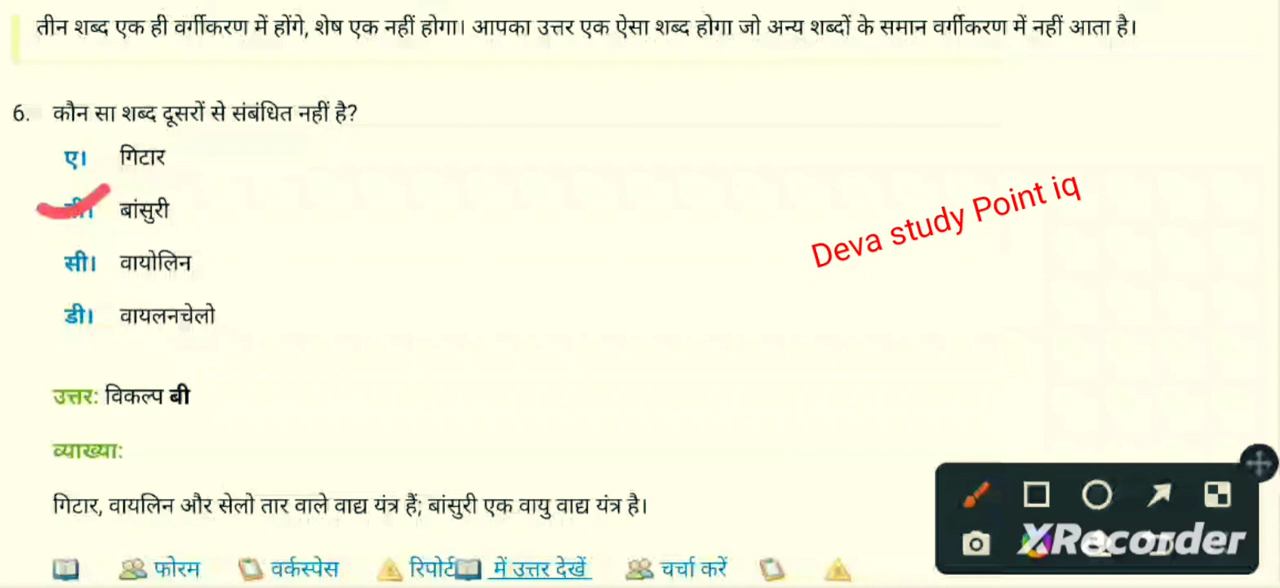 तीन शब्द एक ही वर्गीकरण में होंगे, शेष एक नहीं होगा। आपका उत्तर एक ऐसा शब्द होगा जो अन्य शब्दों के समान वर्गीकरण में नहीं आता है।
6. कौन सा शब्द दूसरों से संबंधित नहीं है?
ए। गिटार
बांसुरी
सी। वायोलिन
डी। वायलनचेलो
Deva study Point iq
उत्तर: विकल्प बी
व्याख्या:
गिटार, वायलिन और सेलो तार वाले वाद्य यंत्र हैं; बांसुरी एक वायु वाद्य यंत्र है।
फोरम वर्कस्पेस रिपोर्ट में उत्तर देखें चर्चा करें
XRecorder